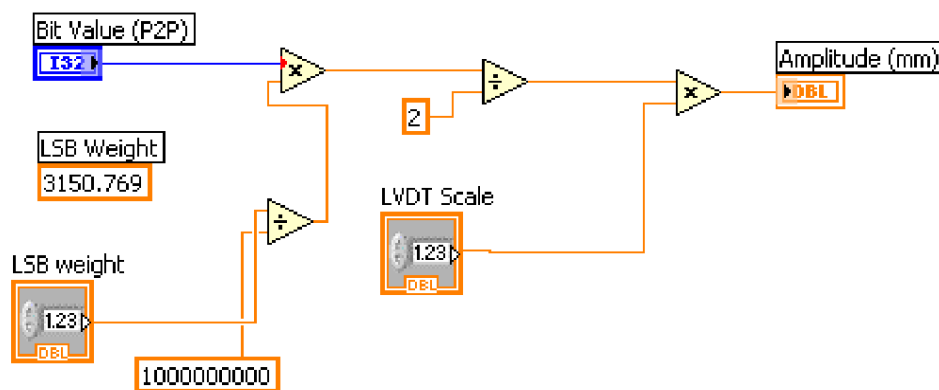 Bit Value (P2P)
I32
×
÷
2
×
Amplitude (mm)
DBL
LSB Weight
3150.769
÷
LVDT Scale
1.23
DBL
LSB weight
1.23
DBL
1000000000